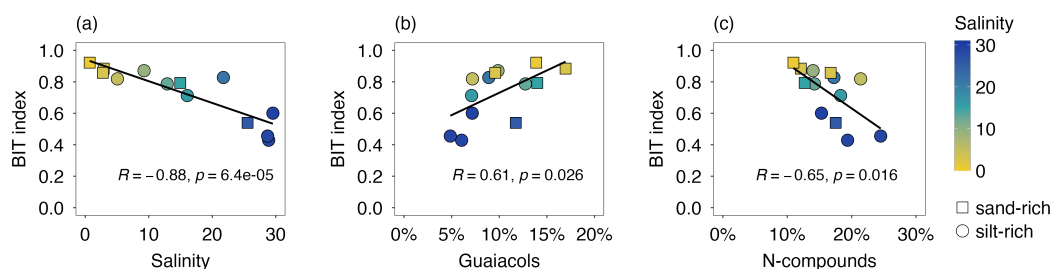 (a)
BIT index
1.0
0.8
0.6
0.4
0.2
0.0
R = −0.88, p = 6.4e-05
0 10 20 30
Salinity
(b)
BIT index
1.0
0.8
0.6
0.4
0.2
0.0
R = 0.61, p = 0.026
0% 5% 10% 15% 20%
Guaiacols
(c)
BIT index
1.0
0.8
0.6
0.4
0.2
0.0
R = −0.65, p = 0.016
0% 10% 20% 30%
N-compounds
Salinity
30
20
10
0
sand-rich
silt-rich